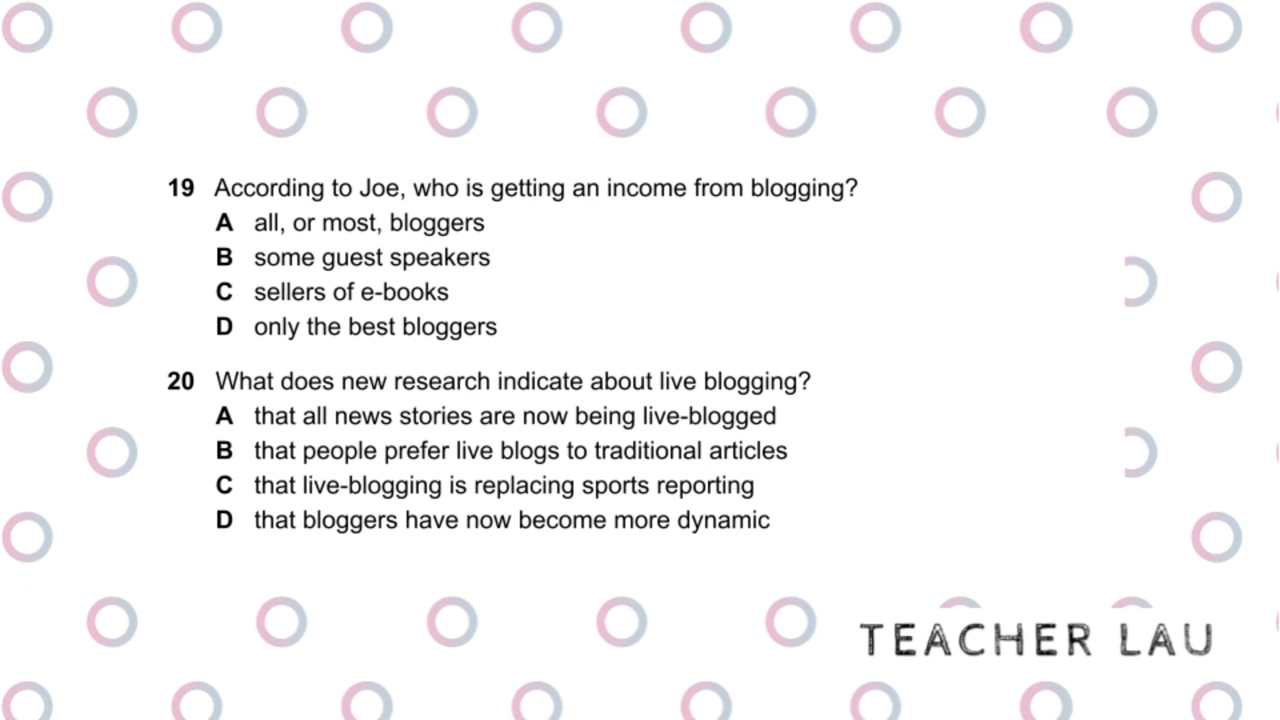 19 According to Joe, who is getting an income from blogging?
A all, or most, bloggers
B some guest speakers
C sellers of e-books
D only the best bloggers
20 What does new research indicate about live blogging?
A that all news stories are now being live-blogged
B that people prefer live blogs to traditional articles
C that live-blogging is replacing sports reporting
D that bloggers have now become more dynamic
TEACHER LAU